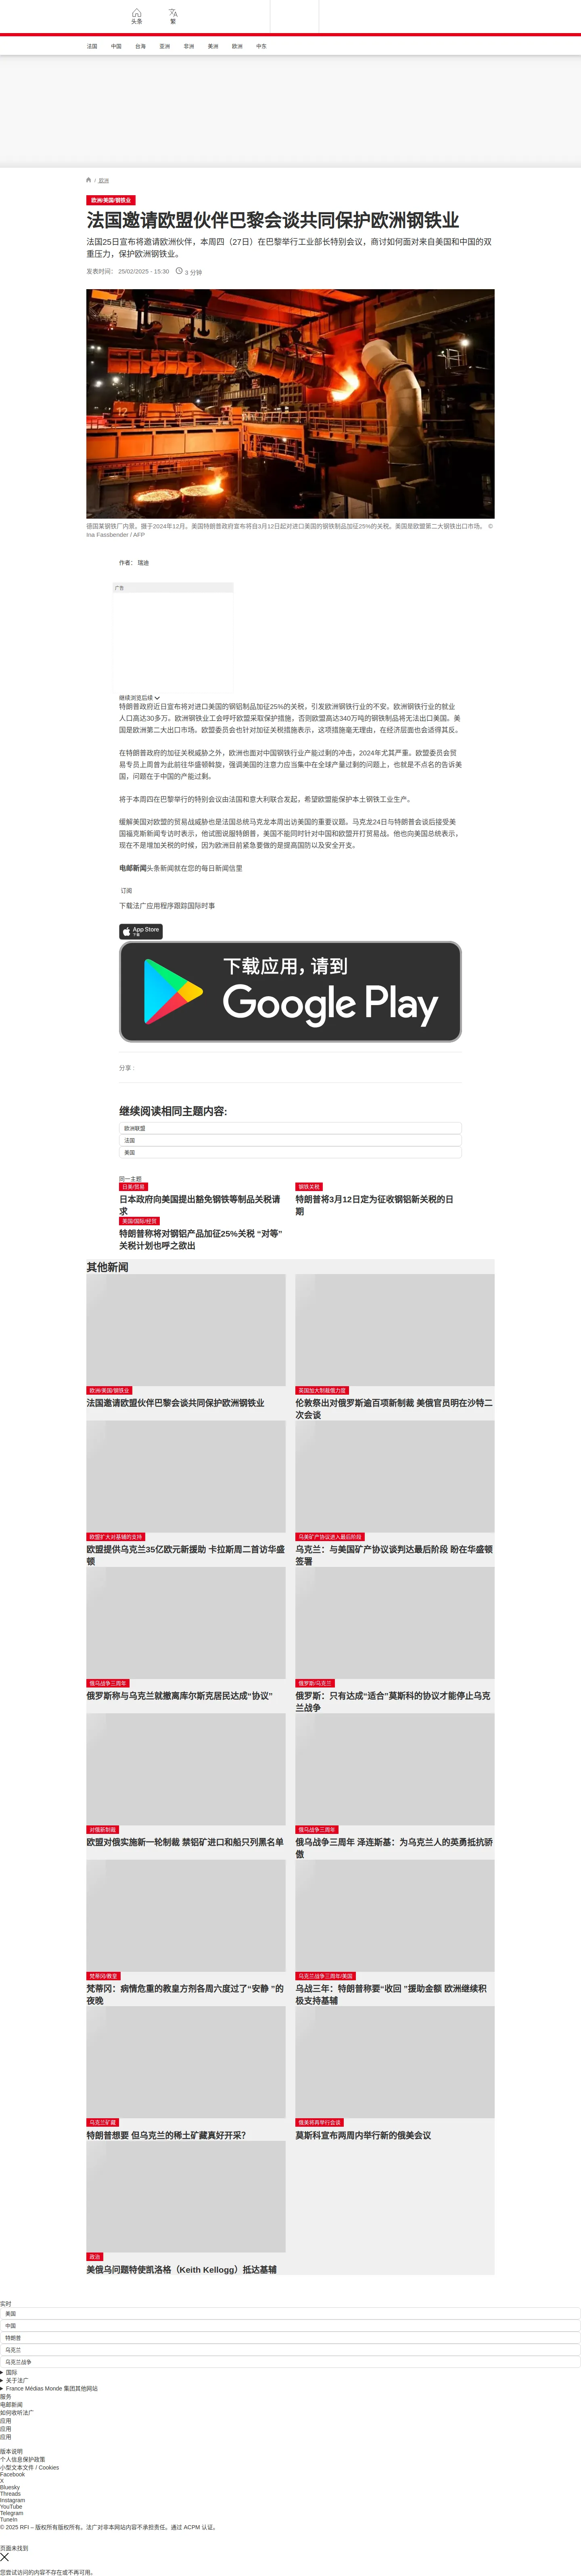 头条
繁
法国 中国 台海 亚洲 非洲 美洲 欧洲 中东
/ 欧洲
欧洲/美国/钢铁业
法国邀请欧盟伙伴巴黎会谈共同保护欧洲钢铁业
法国25日宣布将邀请欧洲伙伴，本周四（27日）在巴黎举行工业部长特别会议，商讨如何面对来自美国和中国的双
重压力，保护欧洲钢铁业。
发表时间： 25/02/2025 - 15:30 3 分钟
德国某钢铁厂内景。摄于2024年12月。美国特朗普政府宣布将自3月12日起对进口美国的钢铁制品加征25%的关税。美国是欧盟第二大钢铁出口市场。 ©
Ina Fassbender / AFP
作者： 瑞迪
广告
继续浏览后续
特朗普政府近日宣布将对进口美国的钢铝制品加征25%的关税，引发欧洲钢铁行业的不安。欧洲钢铁行业的就业
人口高达30多万。欧洲钢铁业工会呼吁欧盟采取保护措施，否则欧盟高达340万吨的钢铁制品将无法出口美国。美
国是欧洲第二大出口市场。欧盟委员会也针对加征关税措施表示，这项措施毫无理由，在经济层面也会适得其反。
在特朗普政府的加征关税威胁之外，欧洲也面对中国钢铁行业产能过剩的冲击，2024年尤其严重。欧盟委员会贸
易专员上周曾为此前往华盛顿斡旋，强调美国的注意力应当集中在全球产量过剩的问题上，也就是不点名的告诉美
国，问题在于中国的产能过剩。
将于本周四在巴黎举行的特别会议由法国和意大利联合发起，希望欧盟能保护本土钢铁工业生产。
缓解美国对欧盟的贸易战威胁也是法国总统马克龙本周出访美国的重要议题。马克龙24日与特朗普会谈后接受美
国福克斯新闻专访时表示，他试图说服特朗普，美国不能同时针对中国和欧盟开打贸易战。他也向美国总统表示，
现在不是增加关税的时候，因为欧洲目前紧急要做的是提高国防以及安全开支。
电邮新闻头条新闻就在您的每日新闻信里
订阅
下载法广应用程序跟踪国际时事
App Store
下载
下载应用，请到
Google Play
分享 :
继续阅读相同主题内容:
欧洲联盟
法国
美国
同一主题
日美/贸易
日本政府向美国提出豁免钢铁等制品关税请
求
钢铁关税
特朗普将3月12日定为征收钢铝新关税的日
期
美国/国际/经贸
特朗普称将对钢铝产品加征25%关税 “对等”
关税计划也呼之欲出
其他新闻
欧洲/美国/钢铁业
法国邀请欧盟伙伴巴黎会谈共同保护欧洲钢铁业
英国加大制裁俄力度
伦敦祭出对俄罗斯逾百项新制裁 美俄官员明在沙特二
次会谈
欧盟扩大对基辅的支持
欧盟提供乌克兰35亿欧元新援助 卡拉斯周二首访华盛
顿
乌美矿产协议进入最后阶段
乌克兰：与美国矿产协议谈判达最后阶段 盼在华盛顿
签署
俄乌战争三周年
俄罗斯称与乌克兰就撤离库尔斯克居民达成“协议”
俄罗斯/乌克兰
俄罗斯：只有达成“适合”莫斯科的协议才能停止乌克
兰战争
对俄新制裁
欧盟对俄实施新一轮制裁 禁铝矿进口和船只列黑名单
俄乌战争三周年
俄乌战争三周年 泽连斯基：为乌克兰人的英勇抵抗骄
傲
梵蒂冈/教皇
梵蒂冈：病情危重的教皇方剂各周六度过了“安静 ”的
夜晚
乌克兰战争三周年/美国
乌战三年：特朗普称要“收回 ”援助金额 欧洲继续积
极支持基辅
乌克兰矿藏
特朗普想要 但乌克兰的稀土矿藏真好开采？
俄美将再举行会谈
莫斯科宣布两周内举行新的俄美会议
政治
美俄乌问题特使凯洛格（Keith Kellogg）抵达基辅
实时
美国
中国
特朗普
乌克兰
乌克兰战争
国际
关于法广
France Médias Monde 集团其他网站
服务
电邮新闻
如何收听法广
应用
应用
应用
版本说明
个人信息保护政策
小型文本文件 / Cookies
Facebook
X
Bluesky
Threads
Instagram
YouTube
Telegram
TuneIn
© 2025 RFI – 版权所有版权所有。法广对非本网站内容不承担责任。通过 ACPM 认证。
页面未找到
您尝试访问的内容不存在或不再可用。